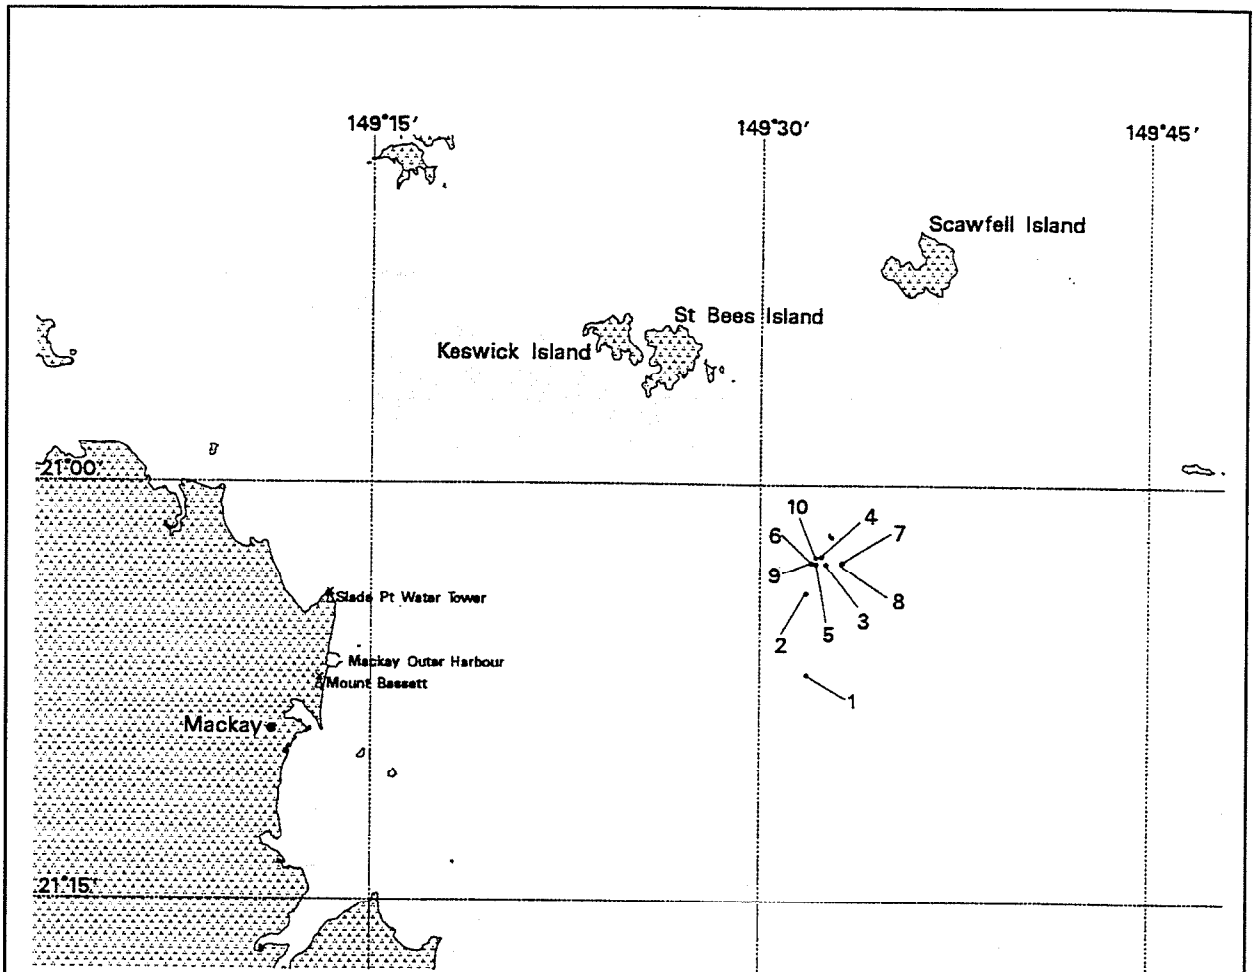 149°15′
149°30′
149°45′
Scawfell Island
St Bees Island
Keswick Island
21°00′
10
4
6
7
Slade Pt Water Tower
9
8
2
5
3
Mackay Outer Harbour
Mount Bassett
1
Mackay
21°15′